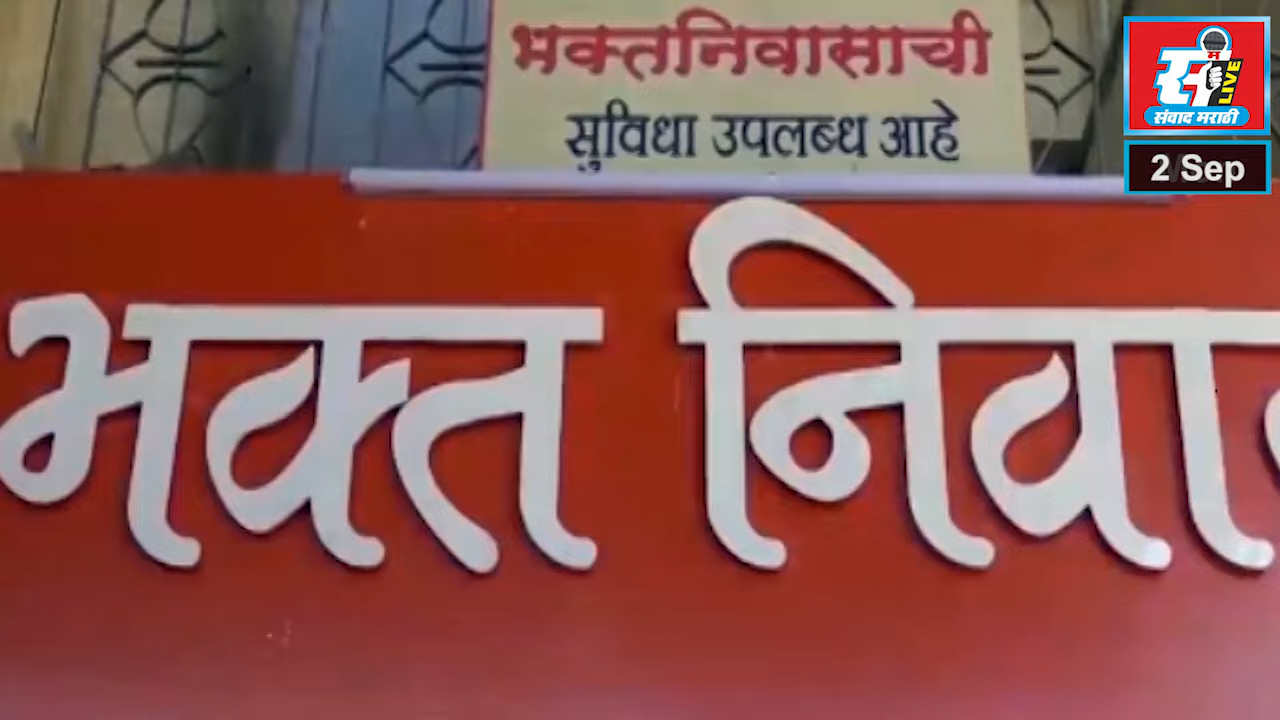 भक्तनिवासाची
सुविधा उपलब्ध आहे
LIVE
संवाद मराठी
2 Sep
भक्त निवा